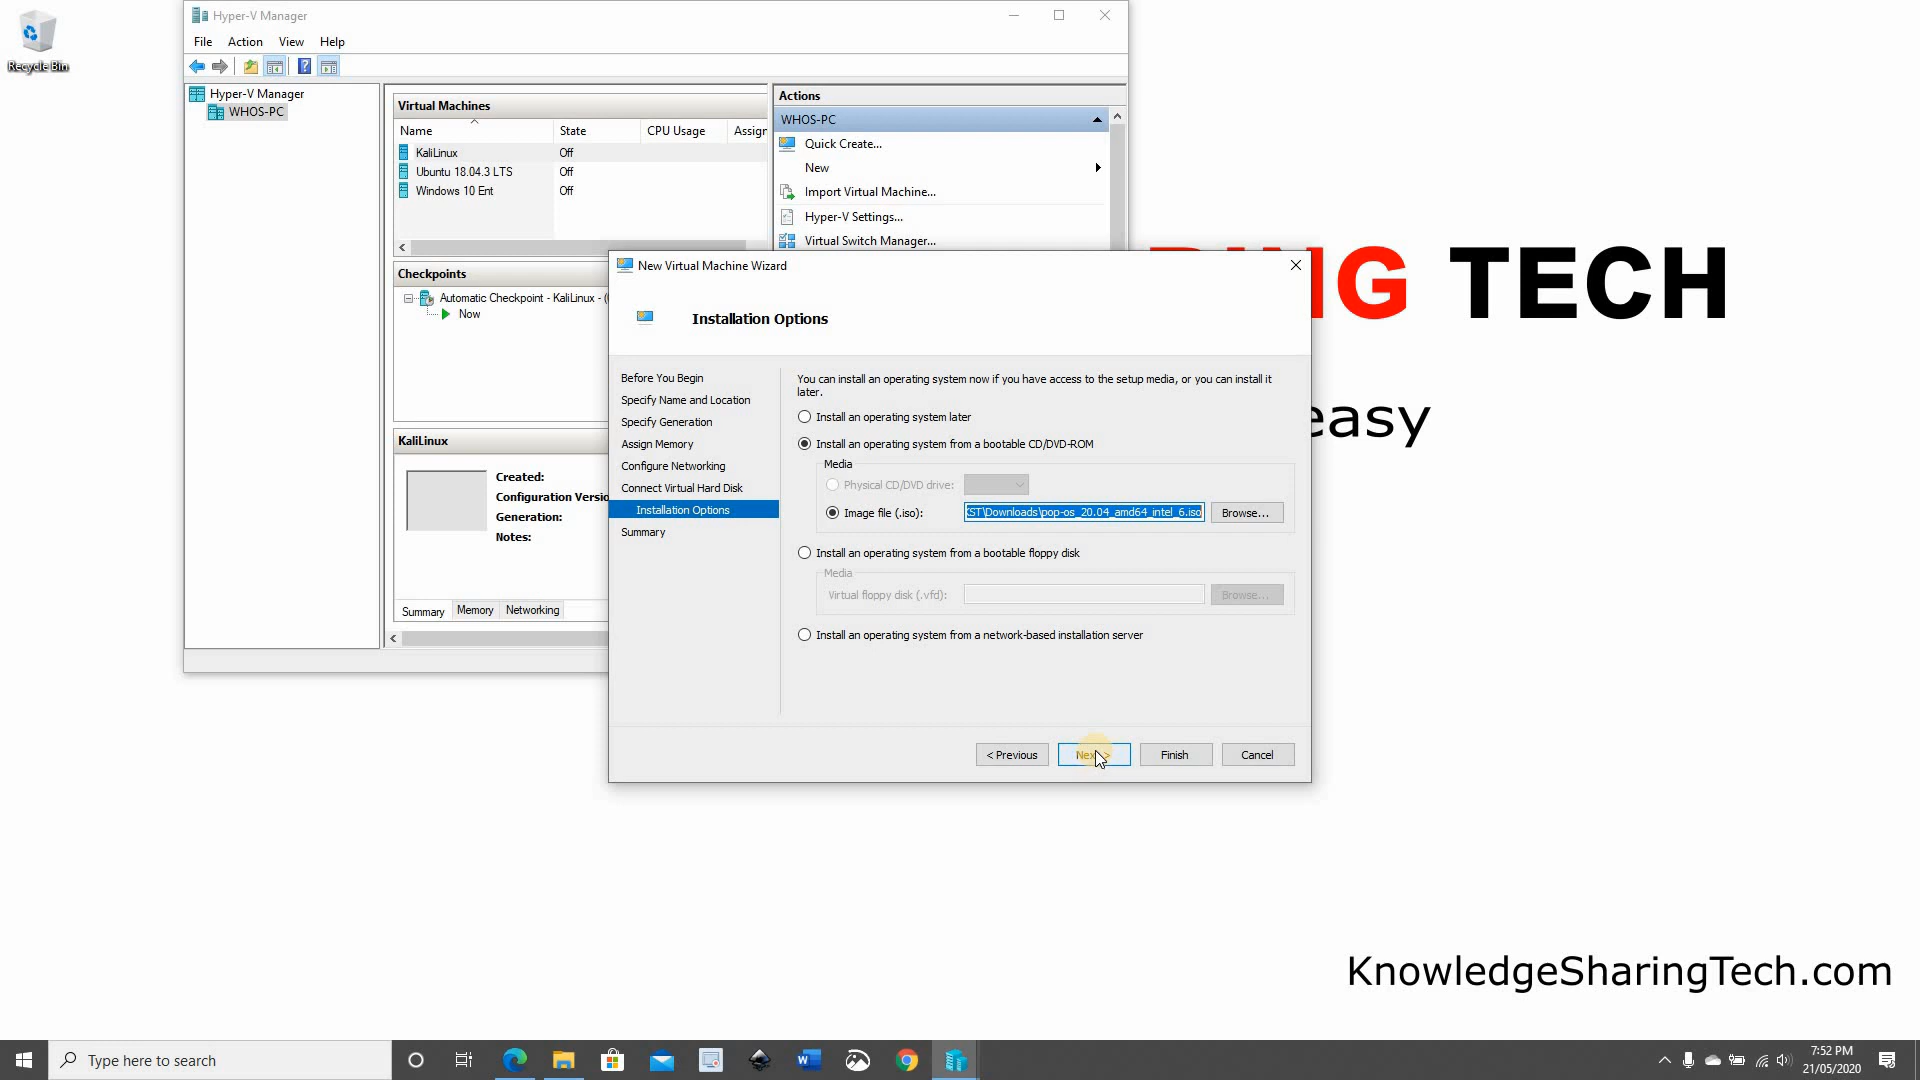 Recycle Bin
Hyper-V Manager
File Action View Help
Hyper-V Manager
WHOS-PC
Virtual Machines
Name State CPU Usage Assign
KaliLinux Off
Ubuntu 18.04.3 LTS Off
Windows 10 Ent Off
Checkpoints
Automatic Checkpoint - KaliLinux - (
Now
KaliLinux
Created:
Configuration Versio
Generation:
Notes:
Summary Memory Networking
Actions
WHOS-PC
Quick Create...
New
Import Virtual Machine...
Hyper-V Settings...
Virtual Switch Manager...
New Virtual Machine Wizard
Installation Options
Before You Begin
Specify Name and Location
Specify Generation
Assign Memory
Configure Networking
Connect Virtual Hard Disk
Installation Options
Summary
You can install an operating system now if you have access to the setup media, or you can install it
later.
Install an operating system later
Install an operating system from a bootable CD/DVD-ROM
Media
Physical CD/DVD drive:
Image file (.iso): KST\Downloads\pop-os_20.04_amd64_intel_6.iso Browse...
Install an operating system from a bootable floppy disk
Media
Virtual floppy disk (.vfd): Browse...
Install an operating system from a network-based installation server
< Previous Next > Finish Cancel
TECH
easy
KnowledgeSharingTech.com
Type here to search
7:52 PM
21/05/2020